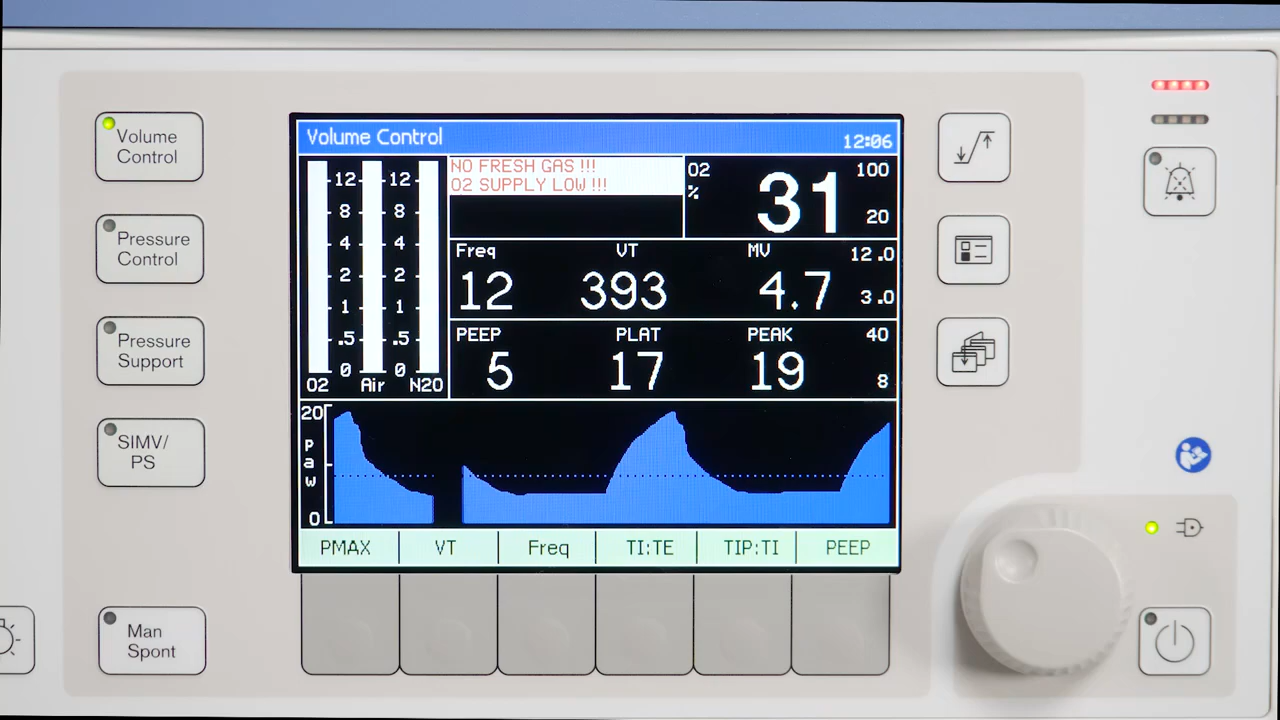 Volume Control 12:06
Volume
Control
Pressure
Control
Pressure
Support
SIMV/
PS
Man
Spont
12 12
8 8
4 4
2 2
1 1
.5 .5
0 0
O2 Air N2O
NO FRESH GAS !!!
O2 SUPPLY LOW !!!
O2 % 31 100 20
Freq VT MV 12.0
12 393 4.7 3.0
PEEP PLAT PEAK 40
5 17 19 8
20
Paw
0
PMAX VT Freq TI:TE TIP:TI PEEP